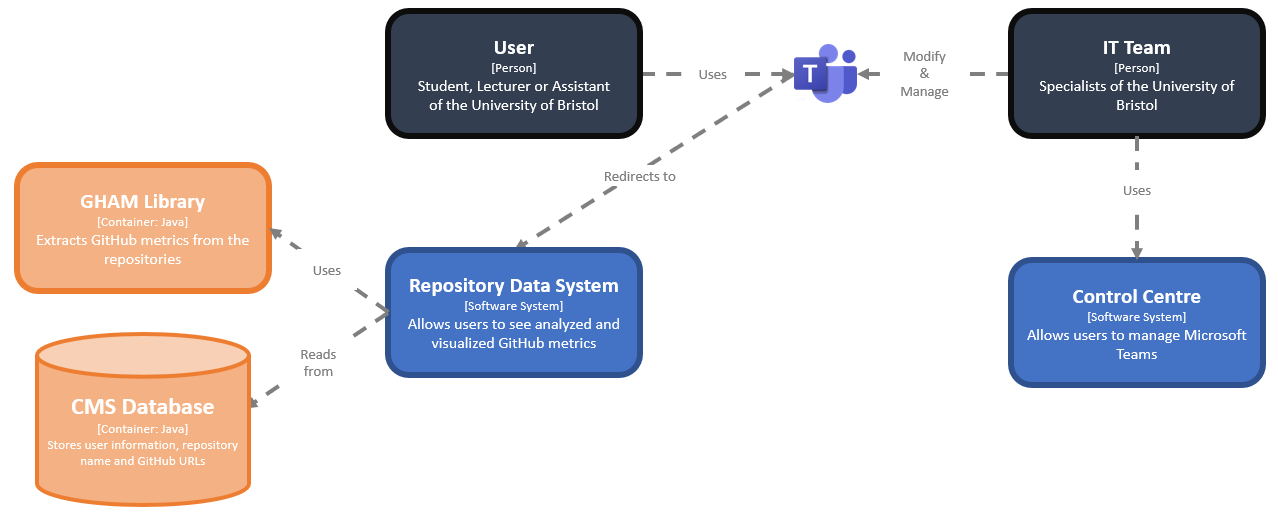 User
[Person]
Student, Lecturer or Assistant
of the University of Bristol
Uses
T
Modify
&
Manage
IT Team
[Person]
Specialists of the University of
Bristol
Redirects to
Uses
GHAM Library
[Container: Java]
Extracts GitHub metrics from the
repositories
Uses
Repository Data System
[Software System]
Allows users to see analyzed and
visualized GitHub metrics
Control Centre
[Software System]
Allows users to manage Microsoft
Teams
Reads
from
CMS Database
[Container: Java]
Stores user information, repository
name and GitHub URLs